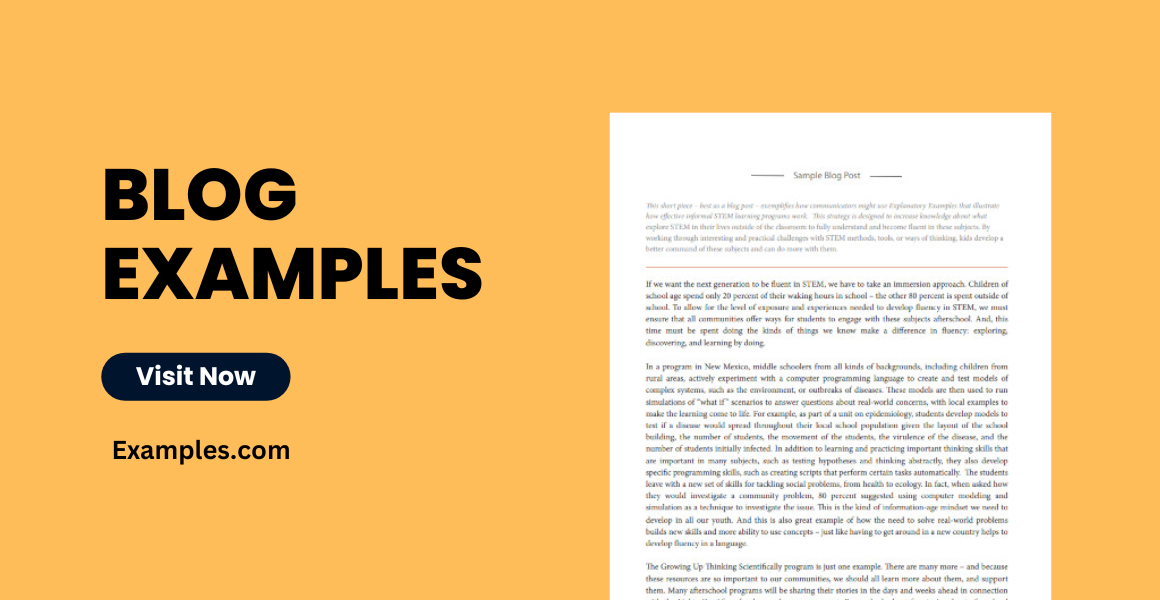 BLOG
EXAMPLES
Visit Now
Examples.com
Sample Blog Post
This short piece – best as a blog post – exemplifies how communicators might use Explanatory Examples that illustrate
how effective informal STEM learning programs work. This strategy is designed to increase knowledge about what
explore STEM in their lives outside of the classroom to fully understand and become fluent in these subjects. By
working through interesting and practical challenges with STEM methods, tools, or ways of thinking, kids develop a
better command of these subjects and can do more with them.
If we want the next generation to be fluent in STEM, we have to take an immersion approach. Children of
school age spend only 20 percent of their waking hours in school – the other 80 percent is spent outside of
school. To allow for the level of exposure and experiences needed to develop fluency in STEM, we must
ensure that all communities offer ways for students to engage with these subjects afterschool. And, this
time must be spent doing the kinds of things we know make a difference in fluency: exploring,
discovering, and learning by doing.
In a program in New Mexico, middle schoolers from all kinds of backgrounds, including children from
rural areas, actively experiment with a computer programming language to create and test models of
complex systems, such as the environment, or outbreaks of diseases. These models are then used to run
simulations of "what if" scenarios to answer questions about real-world concerns, with local examples to
make the learning come to life. For example, as part of a unit on epidemiology, students develop models to
test if a disease would spread throughout their local school population given the layout of the school
building, the number of students, the movement of the students, the virulence of the disease, and the
number of students initially infected. In addition to learning and practicing important thinking skills that
are important in many subjects, such as testing hypotheses and thinking abstractly, they also develop
specific programming skills, such as creating scripts that perform certain tasks automatically. The students
leave with a new set of skills for tackling social problems, from health to ecology. In fact, when asked how
they would investigate a community problem, 80 percent suggested using computer modeling and
simulation as a technique to investigate the issue. This is the kind of information-age mindset we need to
develop in all our youth. And this is also great example of how the need to solve real-world problems
builds new skills and more ability to use concepts – just like having to get around in a new country helps to
develop fluency in a language.
The Growing Up Thinking Scientifically program is just one example. There are many more – and because
these resources are so important to our communities, we should all learn more about them, and support
them. Many afterschool programs will be sharing their stories in the days and weeks ahead in connection